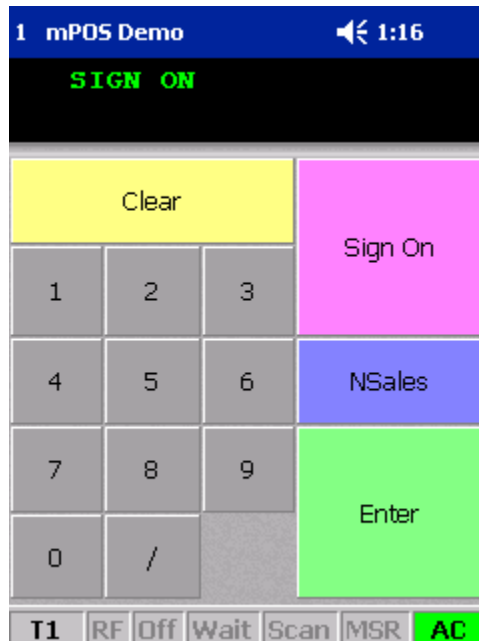 1 mPOS Demo 1:16
SIGN ON
Clear
Sign On
1 2 3
4 5 6 NSales
7 8 9
Enter
0 /
T1 RF Off Wait Scan MSR AC